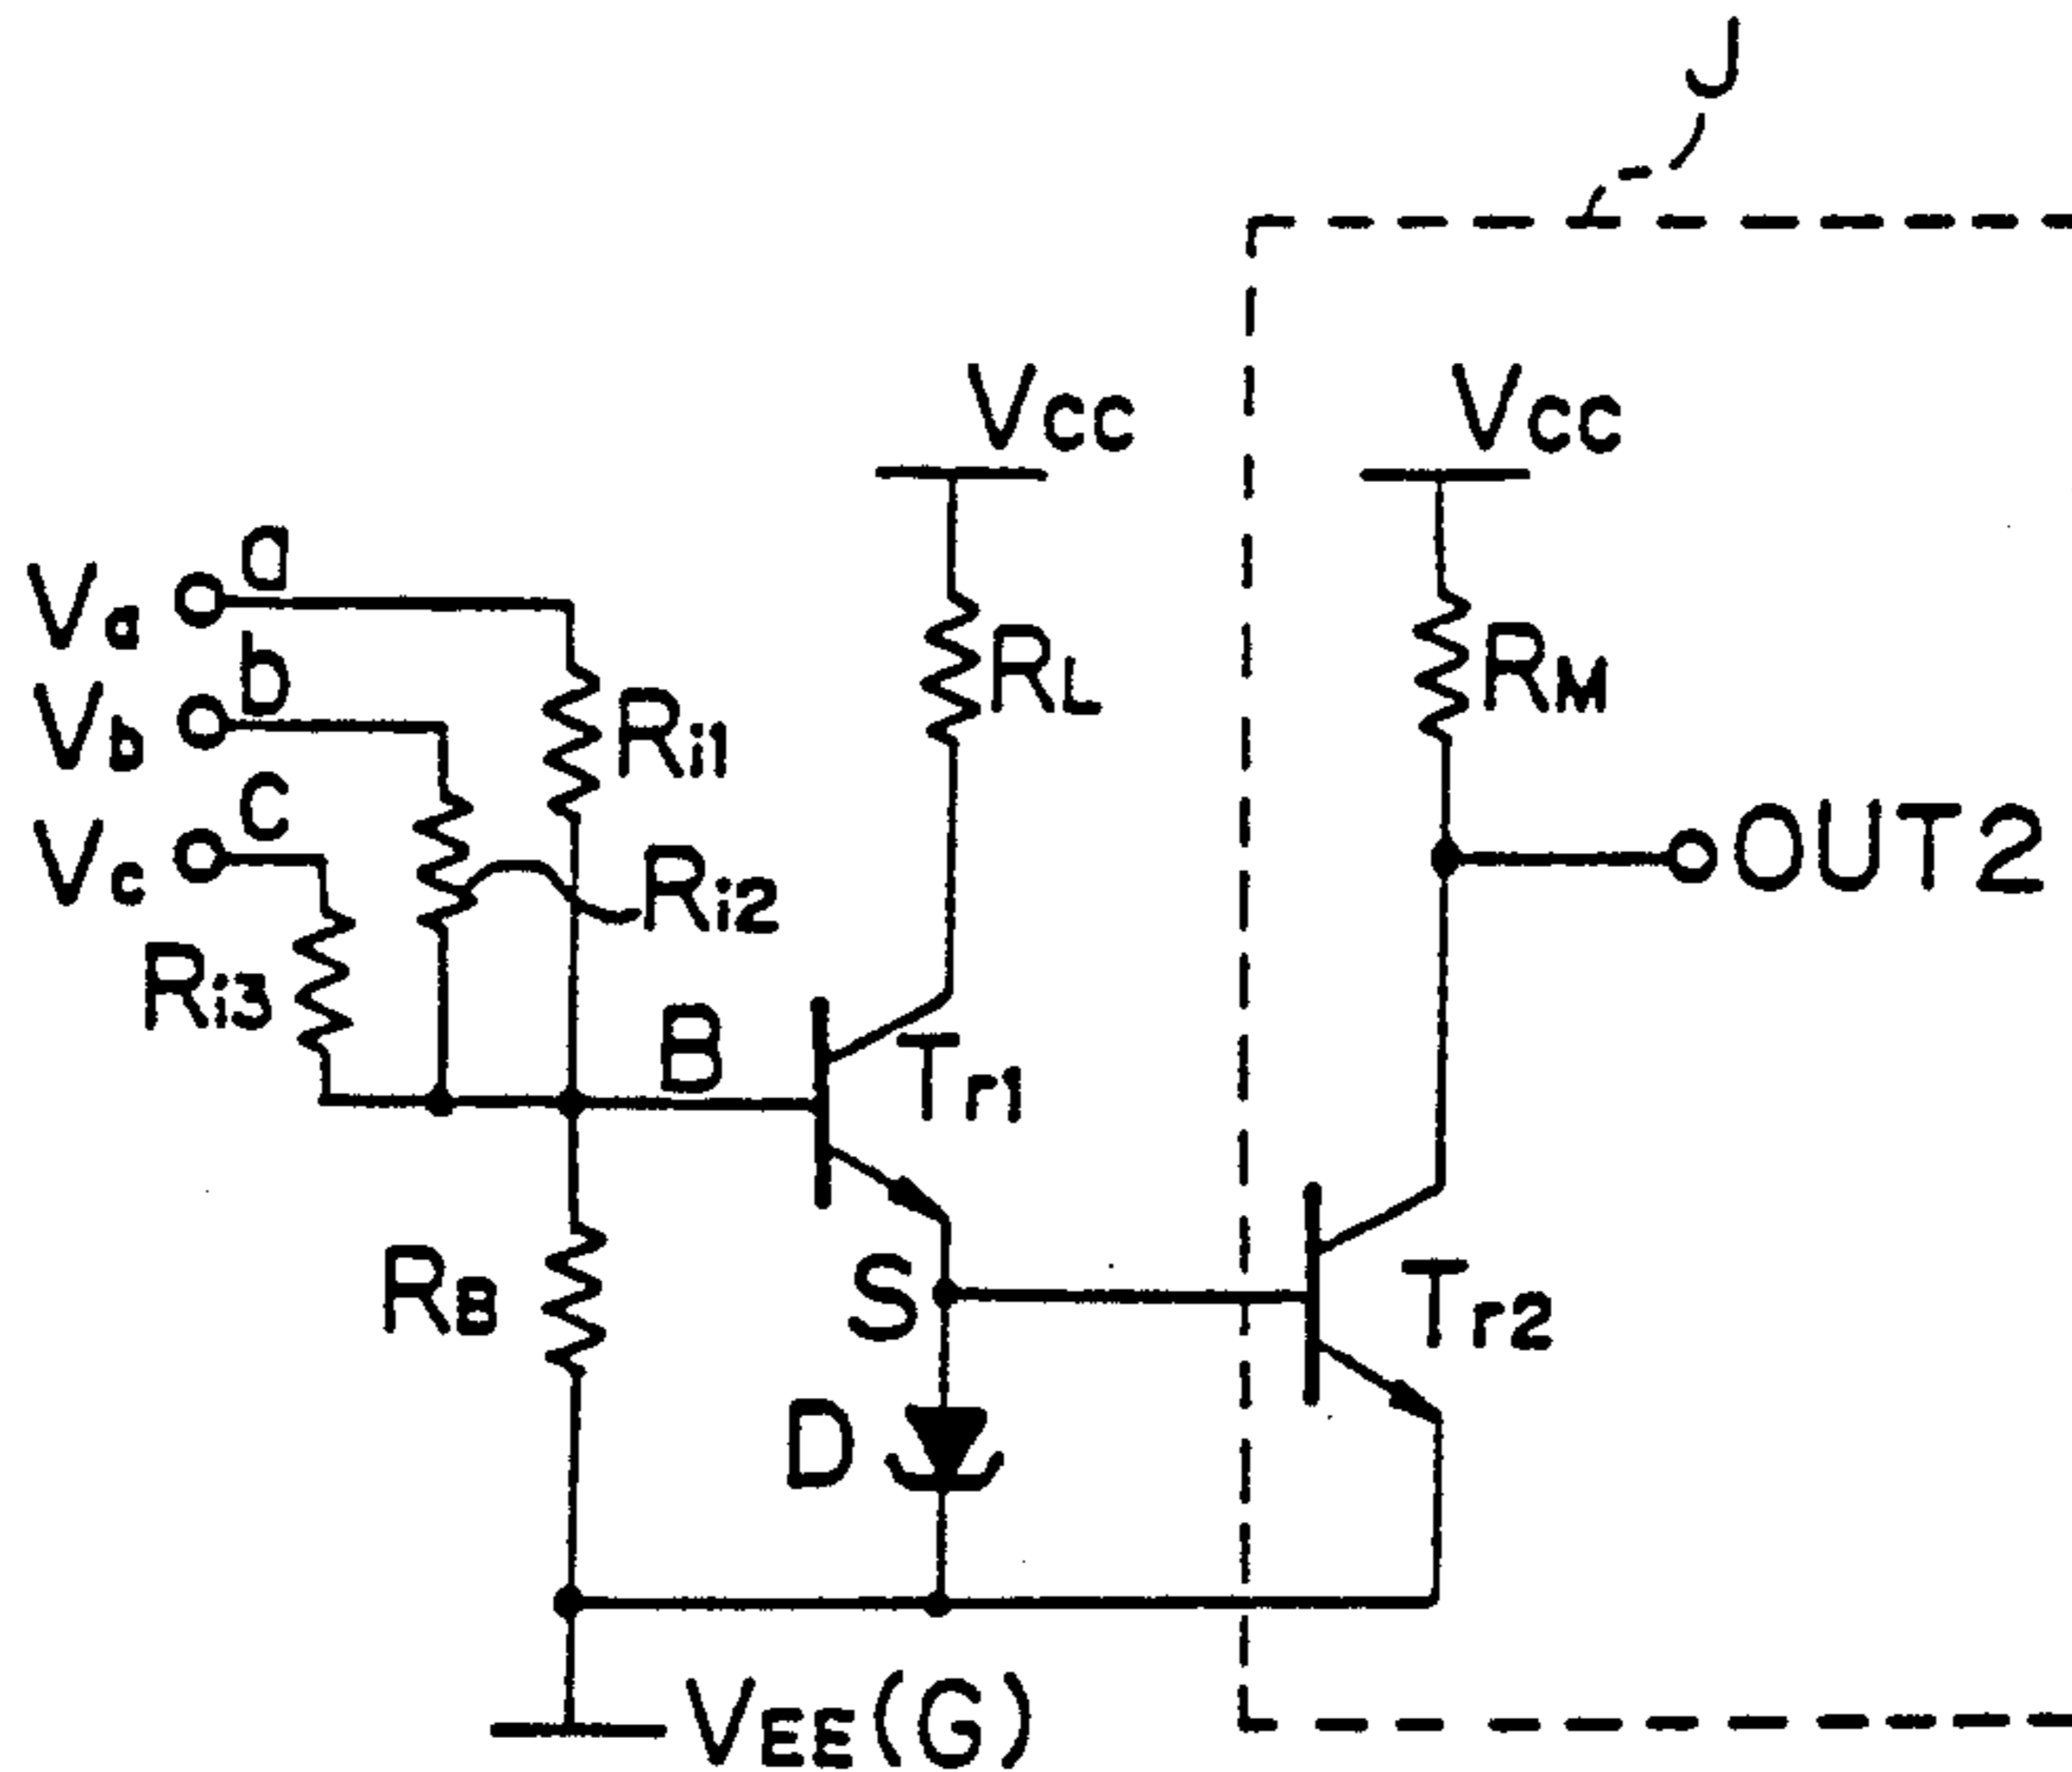 J
Vcc Vcc
a
Va
b
Vb
c
Vc
Ri1
RL
RM
Ri2
OUT2
Ri3
B
Tr1
RB
S
Tr2
D
VEE(G)